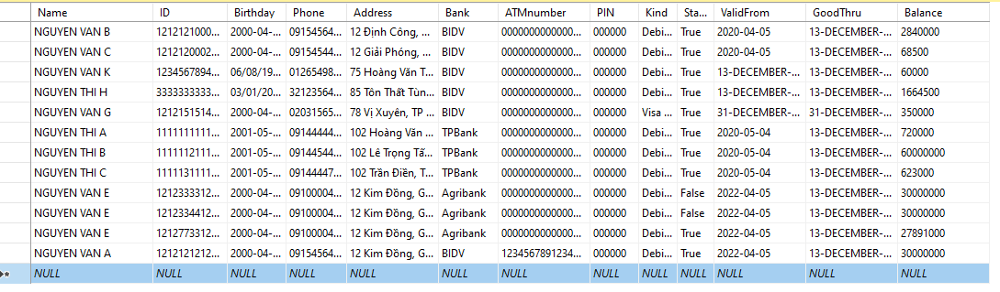 Name ID Birthday Phone Address Bank ATMnumber PIN Kind Sta... ValidFrom GoodThru Balance
NGUYEN VAN B 1212121000... 2000-04-... 09154564... 12 Định Công, ... BIDV 0000000000000... 000000 Debi... True 2020-04-05 13-DECEMBER-... 2840000
NGUYEN VAN C 1212120002... 2000-04-... 09154544... 12 Giải Phóng, ... BIDV 0000000000000... 000000 Debi... True 2020-04-05 13-DECEMBER-... 68500
NGUYEN VAN K 1234567894... 06/08/19... 01265498... 75 Hoàng Văn T... BIDV 0000000000000... 000000 Debi... True 13-DECEMBER-... 13-DECEMBER-... 60000
NGUYEN THI H 3333333333... 03/01/20... 32123564... 85 Tôn Thất Tùn... BIDV 0000000000000... 000000 Debi... True 13-DECEMBER-... 13-DECEMBER-... 1664500
NGUYEN VAN G 1212151514... 2000-04-... 02031565... 78 Vị Xuyên, TP ... BIDV 0000000000000... 000000 Visa ... True 31-DECEMBER-... 31-DECEMBER-... 350000
NGUYEN THI A 1111111111... 2001-05-... 09144444... 102 Hoàng Văn ... TPBank 0000000000000... 000000 Debi... True 2020-05-04 13-DECEMBER-... 720000
NGUYEN THI B 1111112111... 2001-05-... 09144544... 102 Lê Trọng Tấ... TPBank 0000000000000... 000000 Debi... True 2020-05-04 13-DECEMBER-... 60000000
NGUYEN THI C 1111131111... 2001-05-... 09144447... 102 Trần Điền, T... TPBank 0000000000000... 000000 Debi... True 2020-05-04 13-DECEMBER-... 623000
NGUYEN VAN E 1212333312... 2000-04-... 09100004... 12 Kim Đồng, G... Agribank 0000000000000... 000000 Debi... False 2022-04-05 13-DECEMBER-... 30000000
NGUYEN VAN E 1212334412... 2000-04-... 09100004... 12 Kim Đồng, G... Agribank 0000000000000... 000000 Debi... False 2022-04-05 13-DECEMBER-... 30000000
NGUYEN VAN E 1212773312... 2000-04-... 09100004... 12 Kim Đồng, G... Agribank 0000000000000... 000000 Debi... True 2022-04-05 13-DECEMBER-... 27891000
NGUYEN VAN A 1212121212... 2000-04-... 09154564... 12 Kim Đồng, G... BIDV 1234567891234... 000000 Debi... True 2022-04-05 13-DECEMBER-... 30000000
NULL NULL NULL NULL NULL NULL NULL NULL NULL NULL NULL NULL NULL